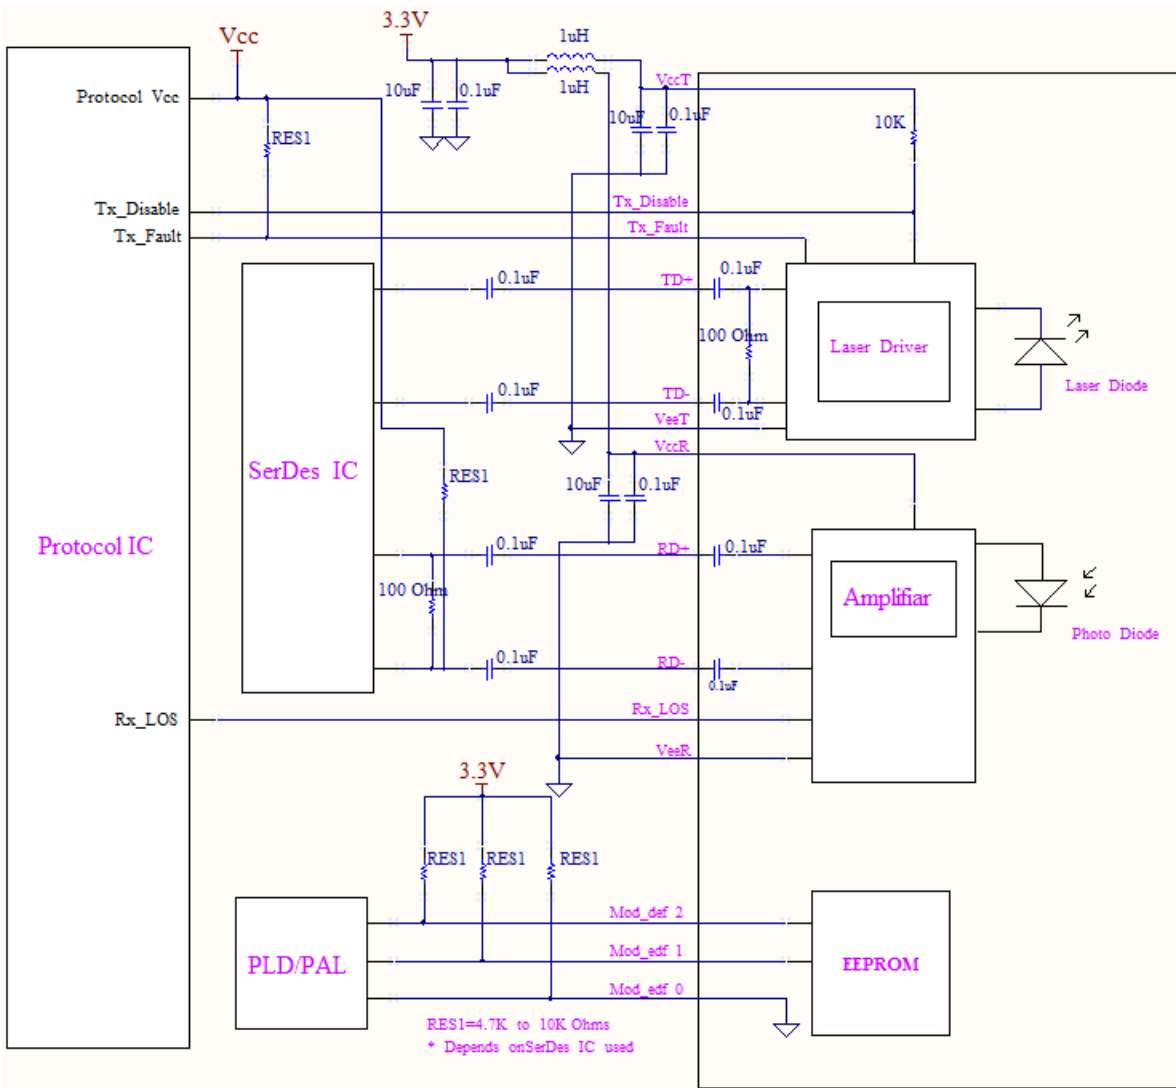 3.3V
Vcc
1uH
1uH
VccT
Protocol Vcc
10uF
0.1uF
10uF
0.1uF
10K
RES1
Tx_Disable
Tx_Disable
Tx_Fault
Tx_Fault
0.1uF
TD+
0.1uF
100 Ohm
Laser Driver
Laser Diode
0.1uF
TD-
0.1uF
VeeT
VccR
SerDes IC
RES1
10uF
0.1uF
Protocol IC
0.1uF
RD+
0.1uF
100 Ohm
Amplifiar
Photo Diode
0.1uF
RD-
0.1uF
Rx_LOS
Rx_LOS
VeeR
3.3V
RES1
RES1
RES1
Mod_def 2
PLD/PAL
Mod_edf 1
EEPROM
Mod_edf 0
RES1=4.7K to 10K Ohms
* Depends onSerDes IC used